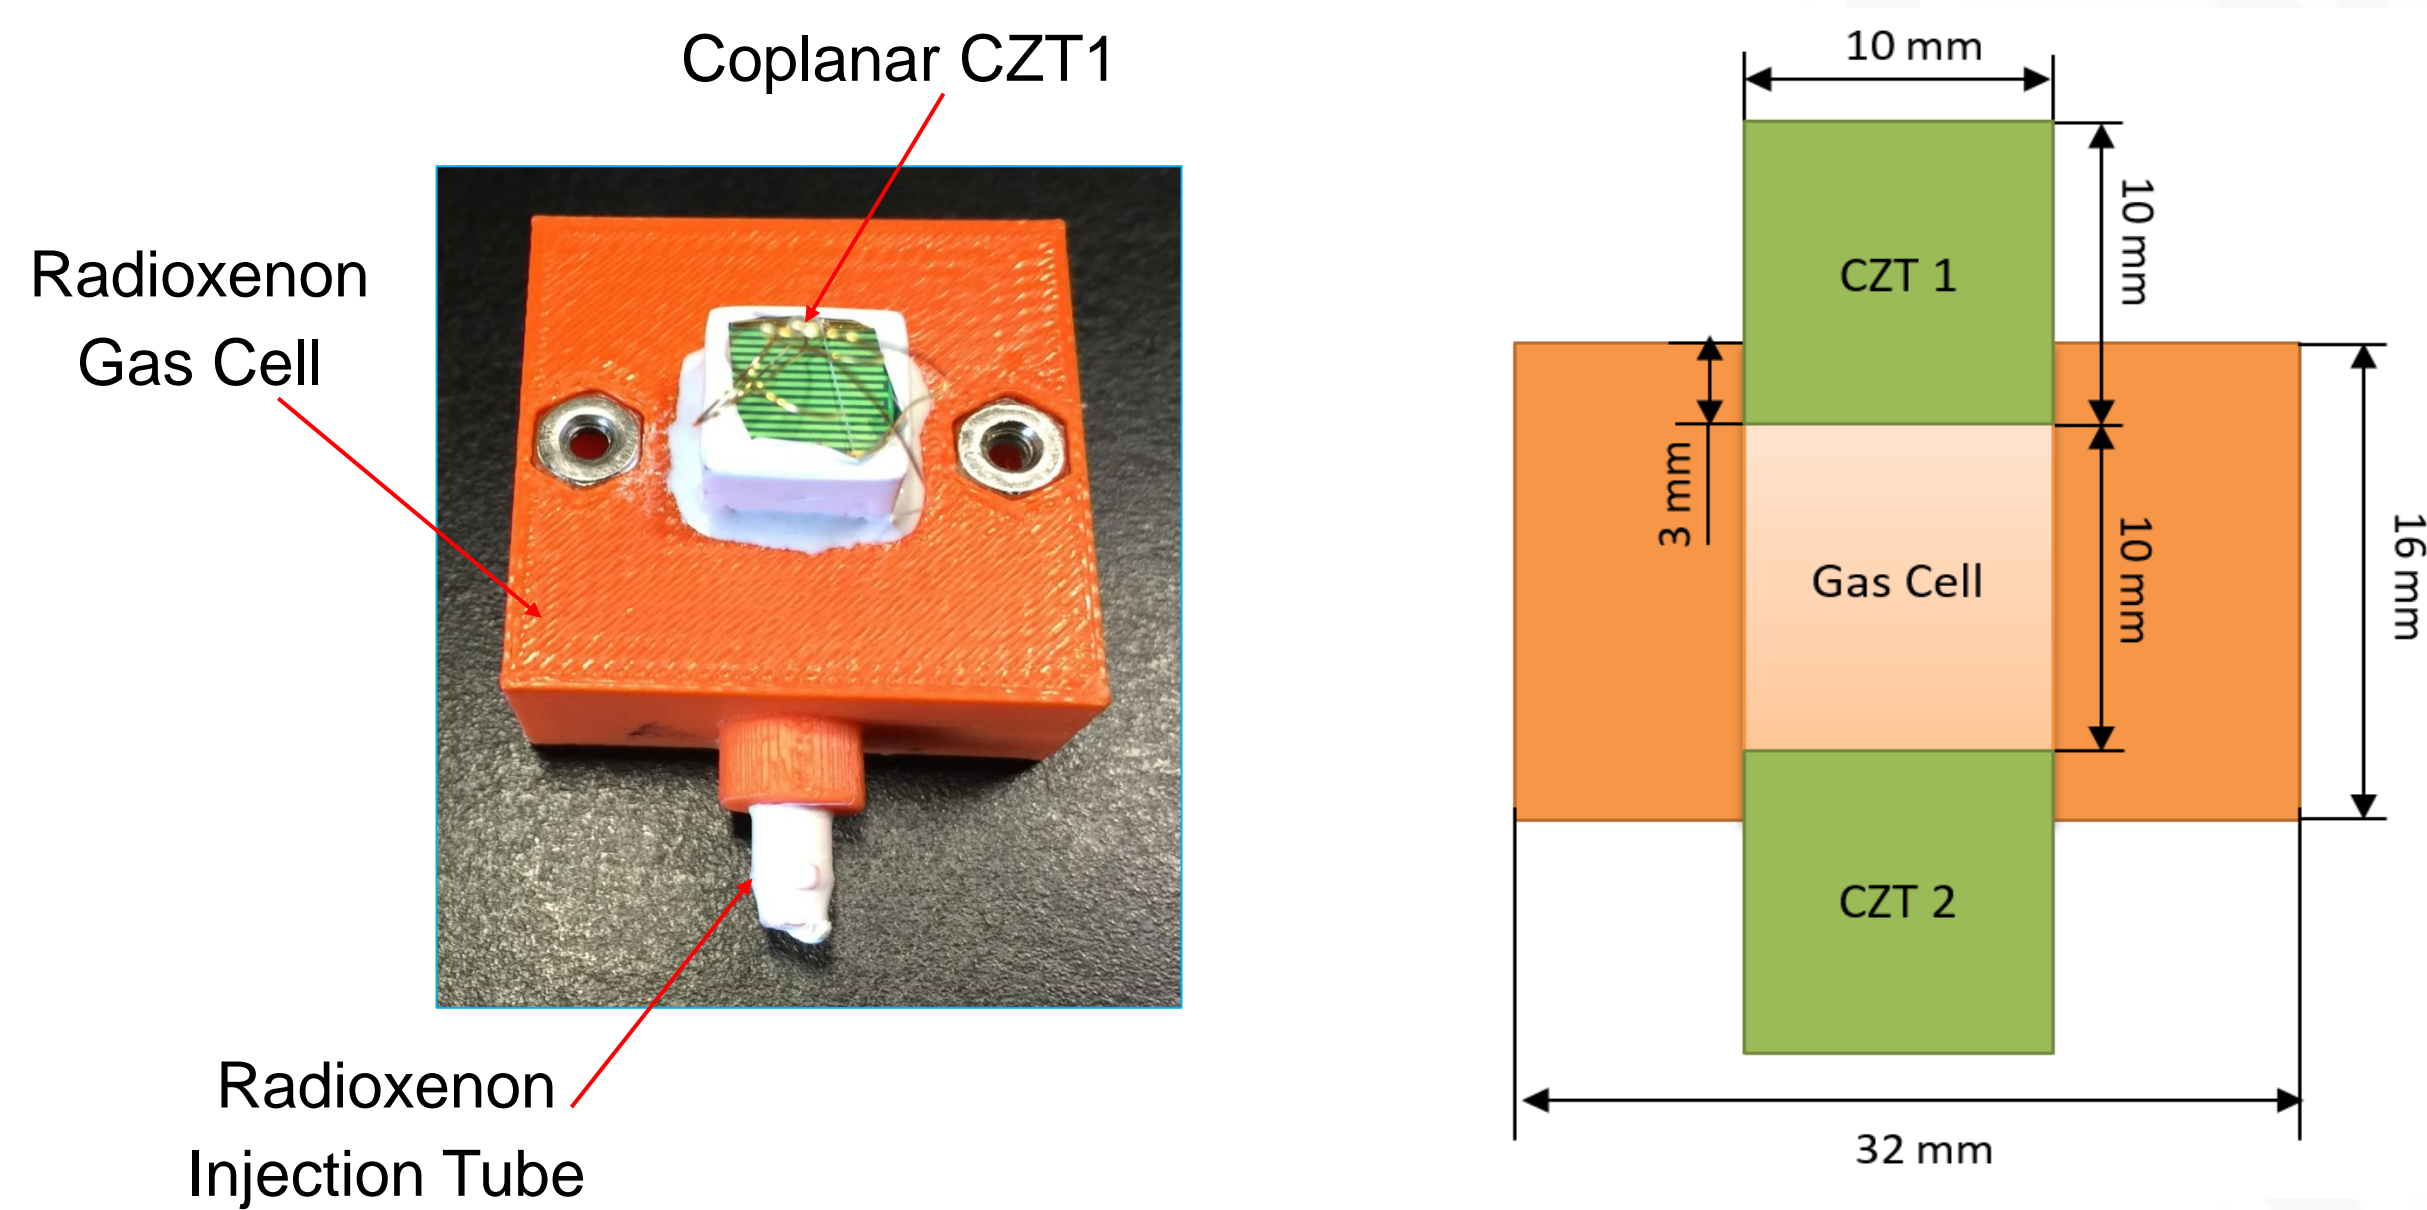 Coplanar CZT1
Radioxenon
Gas Cell
Radioxenon
Injection Tube
10 mm
CZT 1
10 mm
3 mm
Gas Cell
10 mm
16 mm
CZT 2
32 mm